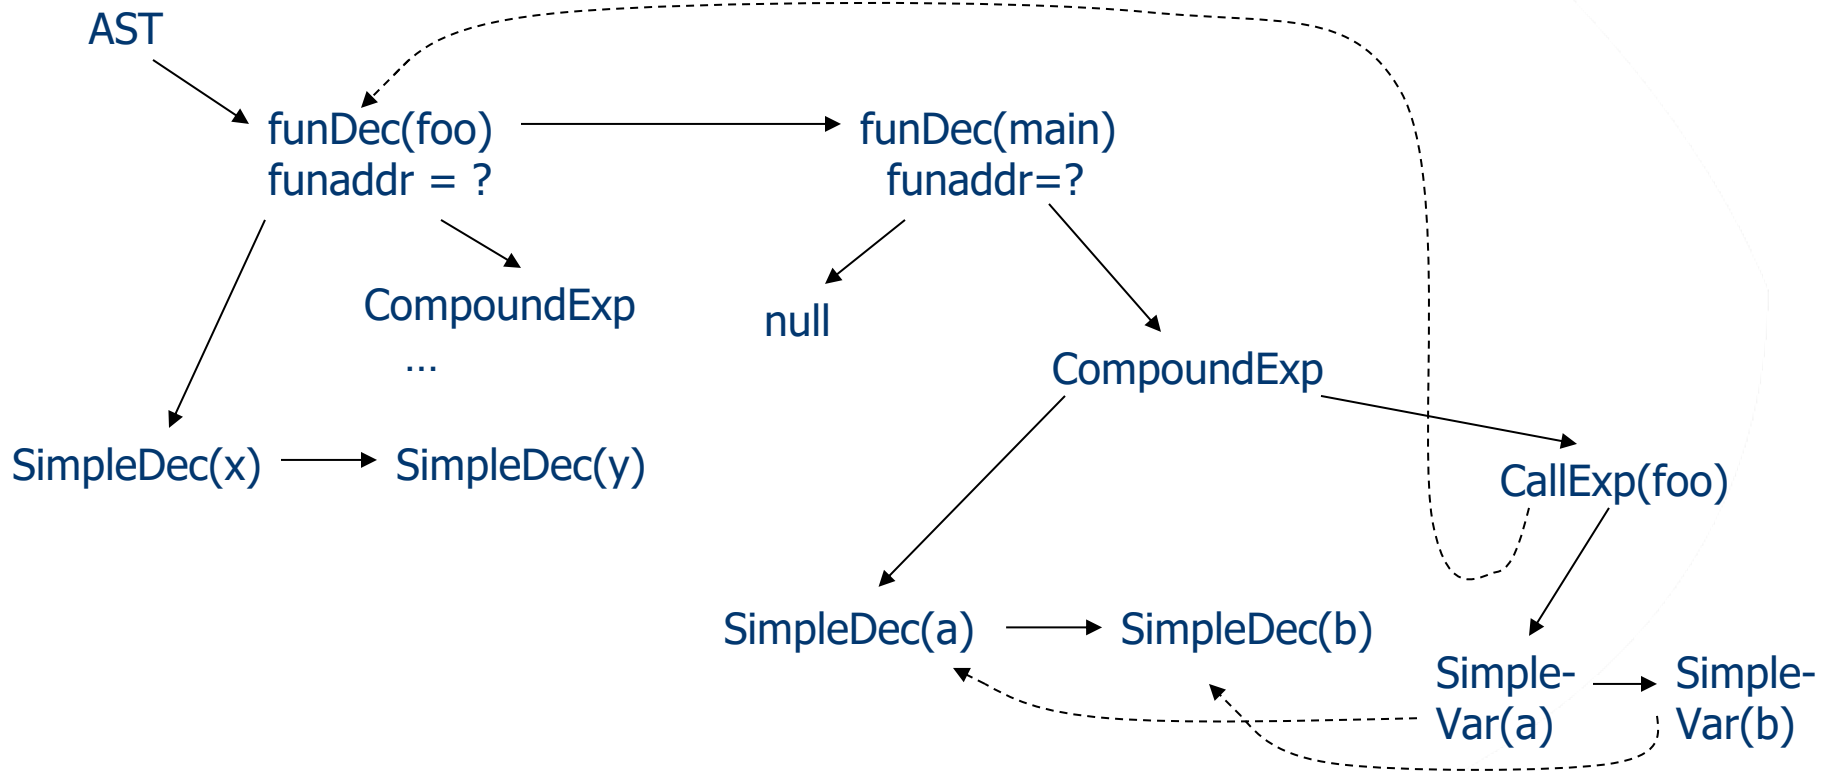 AST
funDec(foo)
funaddr = ?
funDec(main)
funaddr=?
CompoundExp
...
null
CompoundExp
SimpleDec(x)
SimpleDec(y)
CallExp(foo)
SimpleDec(a)
SimpleDec(b)
Simple-
Var(a)
Simple-
Var(b)